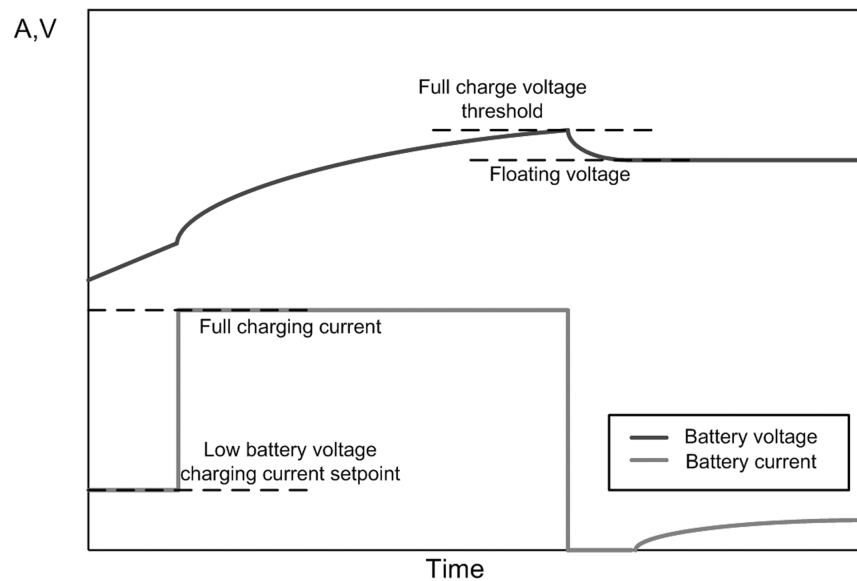 A,V
Full charge voltage
threshold
Floating voltage
Full charging current
Low battery voltage
charging current setpoint
Battery voltage
Battery current
Time